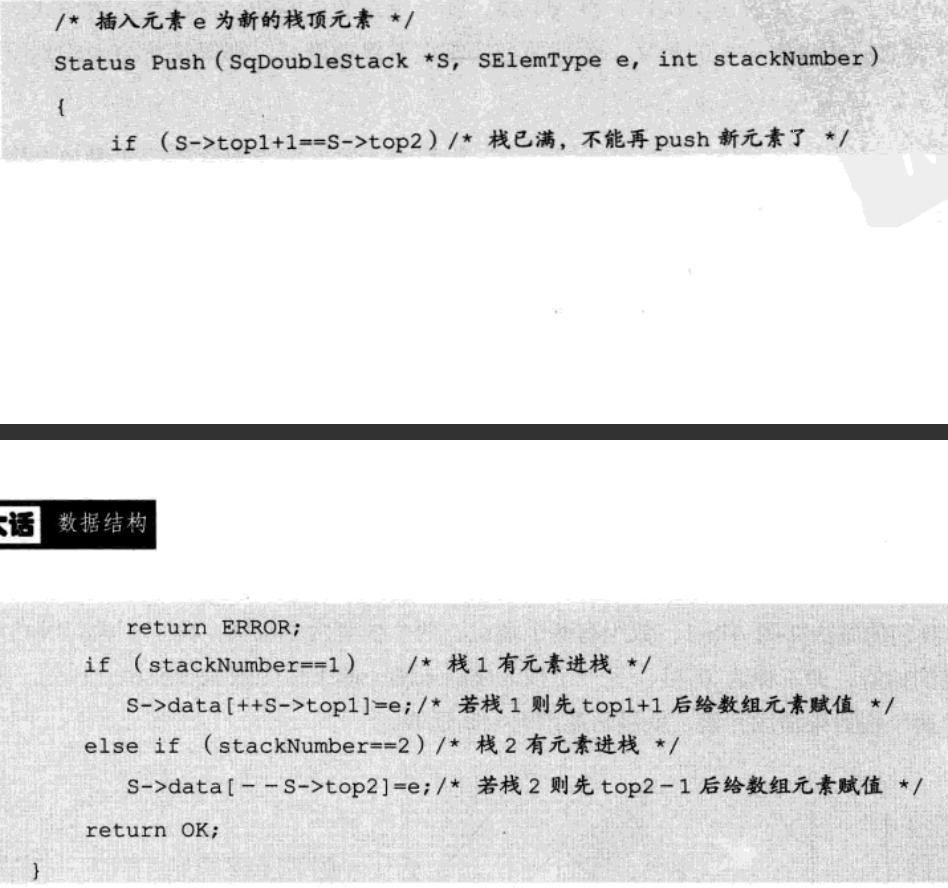 /* 插入元素 e 为新的栈顶元素 */
Status Push(SqDoubleStack *S, SElemType e, int stackNumber)
{
if (S->top1+1==S->top2)/* 栈已满，不能再 push 新元素了 */
大话 数据结构
return ERROR;
if (stackNumber==1) /* 栈 1 有元素进栈 */
S->data[++S->top1]=e;/* 若栈 1 则先 top1+1 后给数组元素赋值 */
else if (stackNumber==2)/* 栈 2 有元素进栈 */
S->data[--S->top2]=e;/* 若栈 2 则先 top2-1 后给数组元素赋值 */
return OK;
}